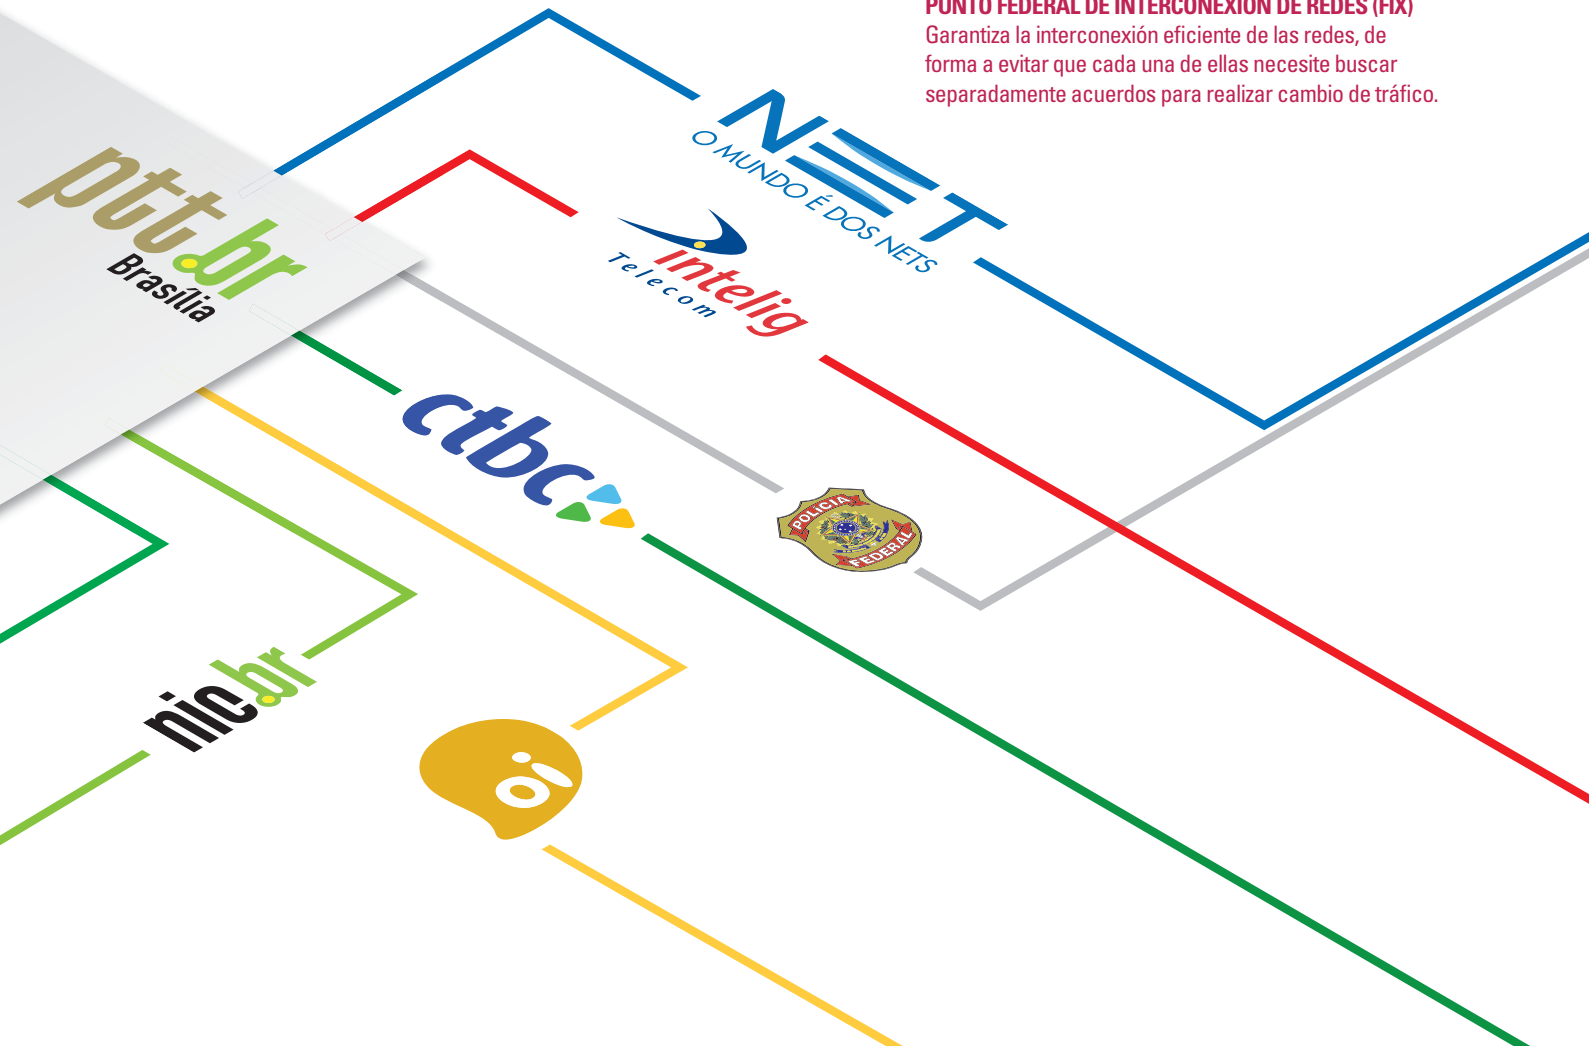 PUNTO FEDERAL DE INTERCONEXIÓN DE REDES (FIX)
Garantiza la interconexión eficiente de las redes, de
forma a evitar que cada una de ellas necesite buscar
separadamente acuerdos para realizar cambio de tráfico.
NET
O MUNDO É DOS NETS
ptt.br
Brasília
intelig
Telecom
ctbc
POLICIA
FEDERAL
nic.br
oi